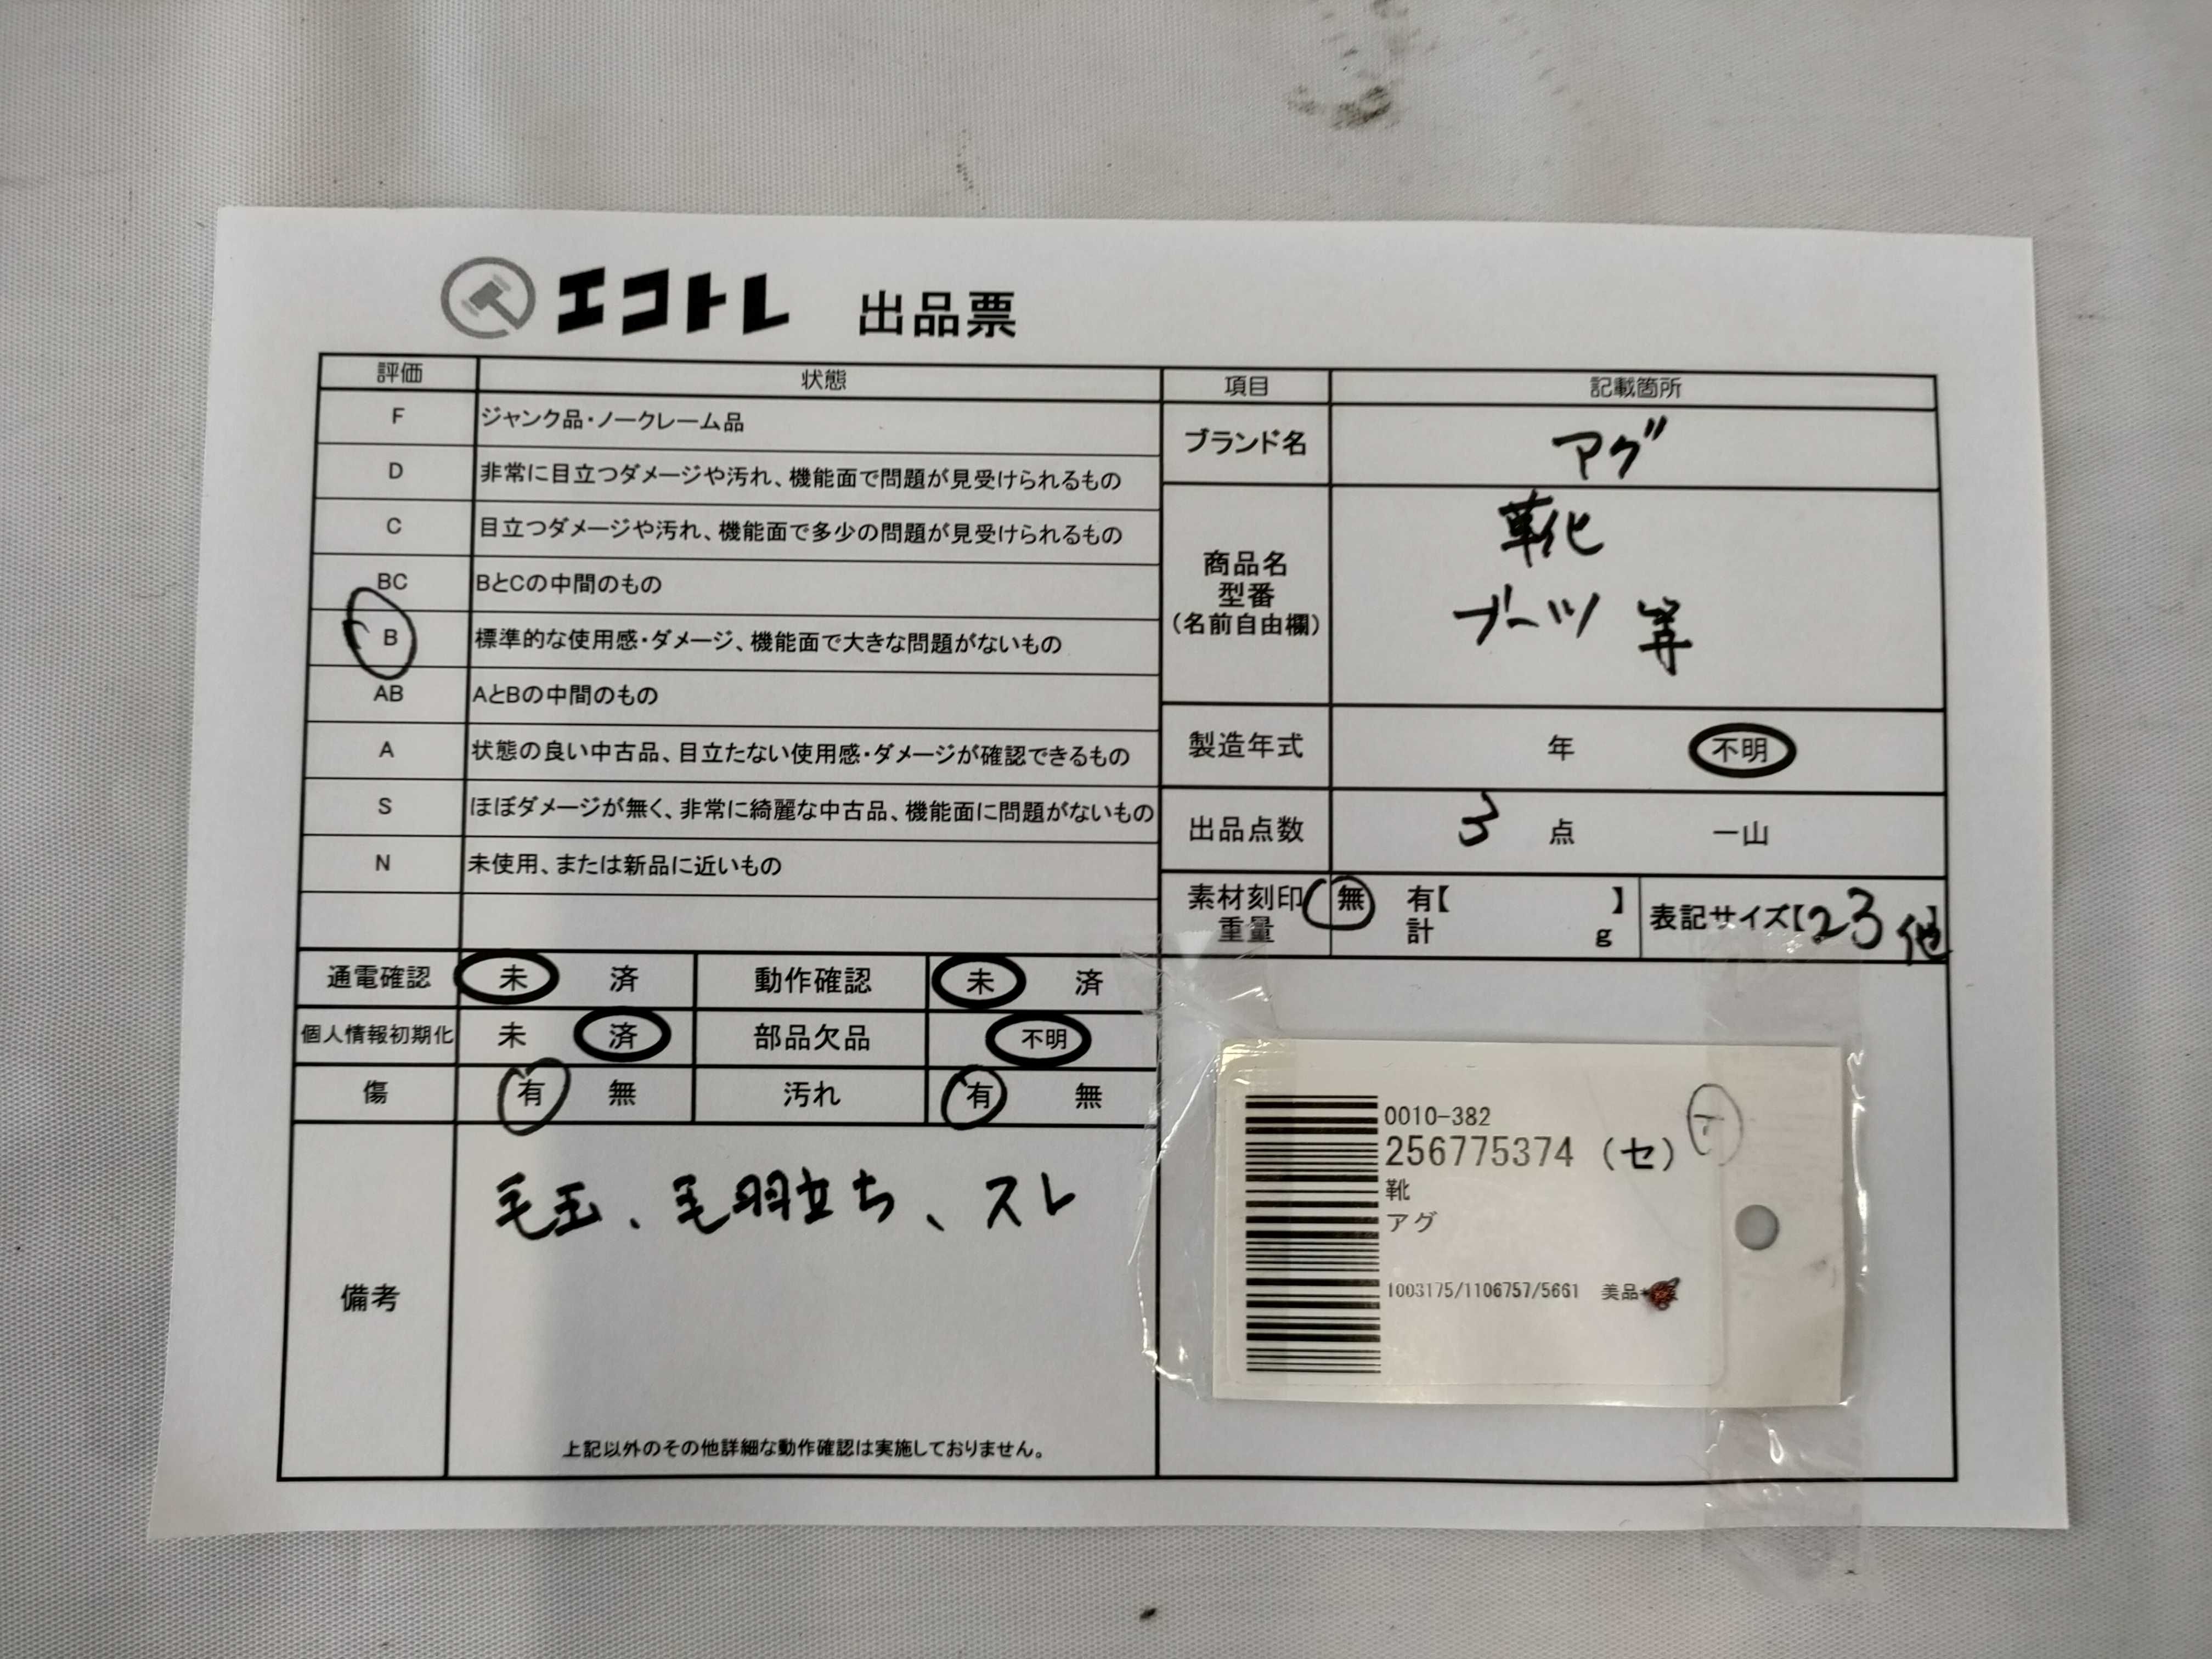 エコトレ 出品票
評価 状態
F ジャンク品・ノークレーム品
D 非常に目立つダメージや汚れ、機能面で問題が見受けられるもの
C 目立つダメージや汚れ、機能面で多少の問題が見受けられるもの
BC BとCの中間のもの
B 標準的な使用感・ダメージ、機能面で大きな問題がないもの
AB AとBの中間のもの
A 状態の良い中古品、目立たない使用感・ダメージが確認できるもの
S ほぼダメージが無く、非常に綺麗な中古品、機能面に問題がないもの
N 未使用、または新品に近いもの
通電確認 未 済 動作確認 未 済
個人情報初期化 未 済 部品欠品 不明
傷 有 無 汚れ 有 無
備考
毛玉、毛羽立ち、スレ
上記以外のその他詳細な動作確認は実施しておりません。
項目 記載箇所
ブランド名 アグ
商品名
型番
(名前自由欄)
靴
ブーツ 等
製造年式 年 不明
出品点数 3 点 一山
素材刻印 無 有【 】
重量 計 g
表記サイズ【23他】
0010-382
256775374 (セ)
靴
アグ
1003175/1106757/5661 美品*